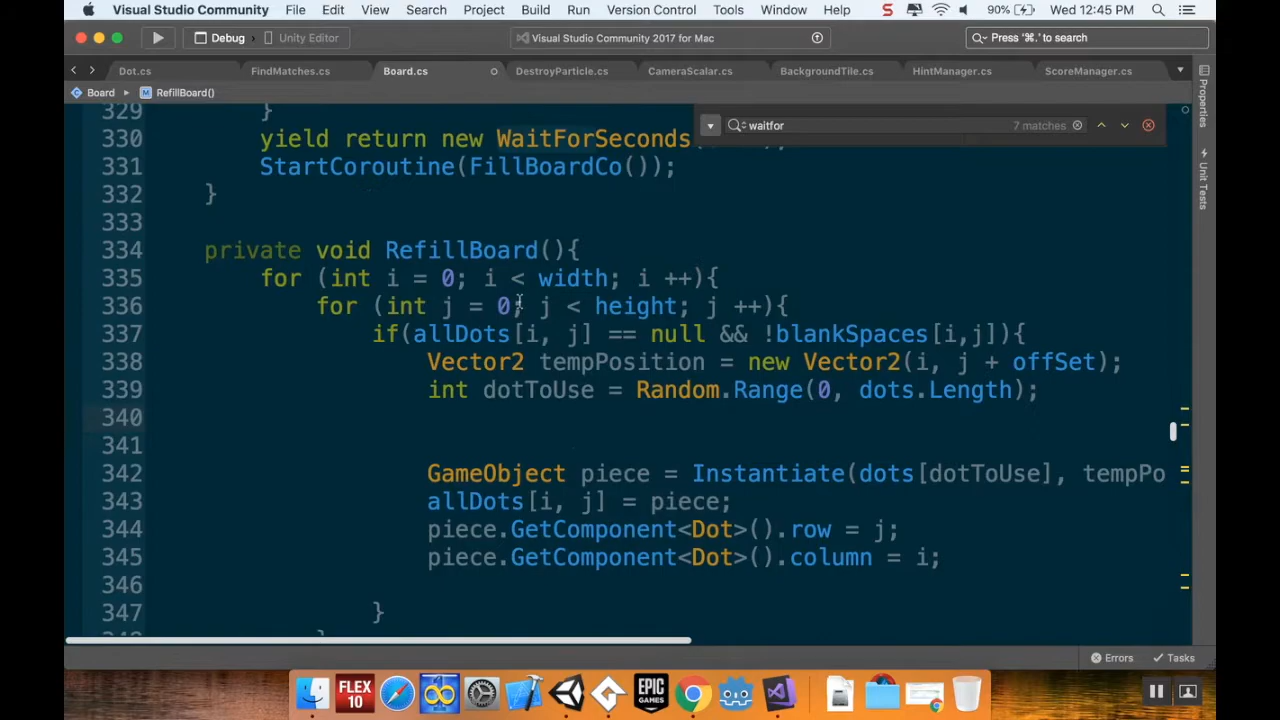 Visual Studio Community File Edit View Search Project Build Run Version Control Tools Window Help S 90% Wed 12:45 PM
Debug Unity Editor Visual Studio Community 2017 for Mac Press '⌘.' to search
Dot.cs FindMatches.cs Board.cs DestroyParticle.cs CameraScalar.cs BackgroundTile.cs HintManager.cs ScoreManager.cs
Board RefillBoard()
waitfor 7 matches
Properties
Unit Tests
329 }
330 yield return new WaitForSeconds
331 StartCoroutine(FillBoardCo());
332 }
333
334 private void RefillBoard(){
335 for (int i = 0; i < width; i ++){
336 for (int j = 0; j < height; j ++){
337 if(allDots[i, j] == null && !blankSpaces[i,j]){
338 Vector2 tempPosition = new Vector2(i, j + offSet);
339 int dotToUse = Random.Range(0, dots.Length);
340
341
342 GameObject piece = Instantiate(dots[dotToUse], tempPo
343 allDots[i, j] = piece;
344 piece.GetComponent<Dot>().row = j;
345 piece.GetComponent<Dot>().column = i;
346
347 }
Errors Tasks
FLEX 10 EPIC GAMES